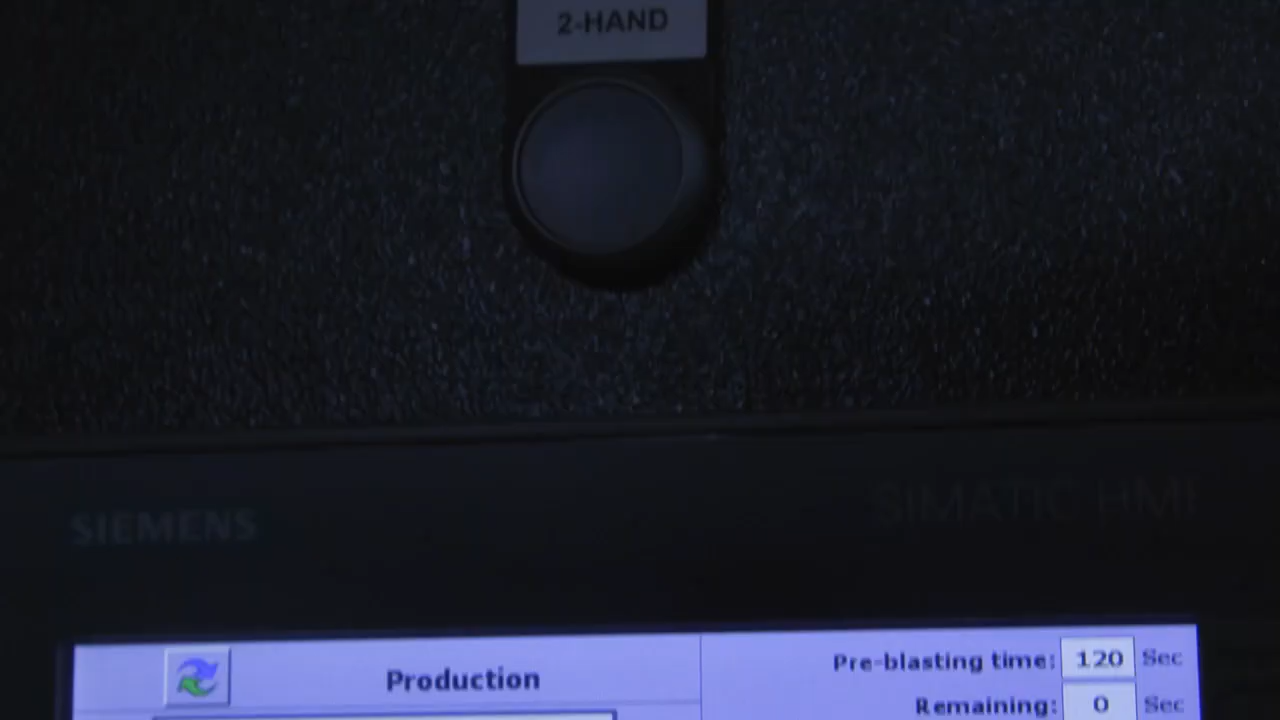 2-HAND
SIEMENS
SIMATIC HMI
Production
Pre-blasting time: 120 Sec
Remaining: 0 Sec